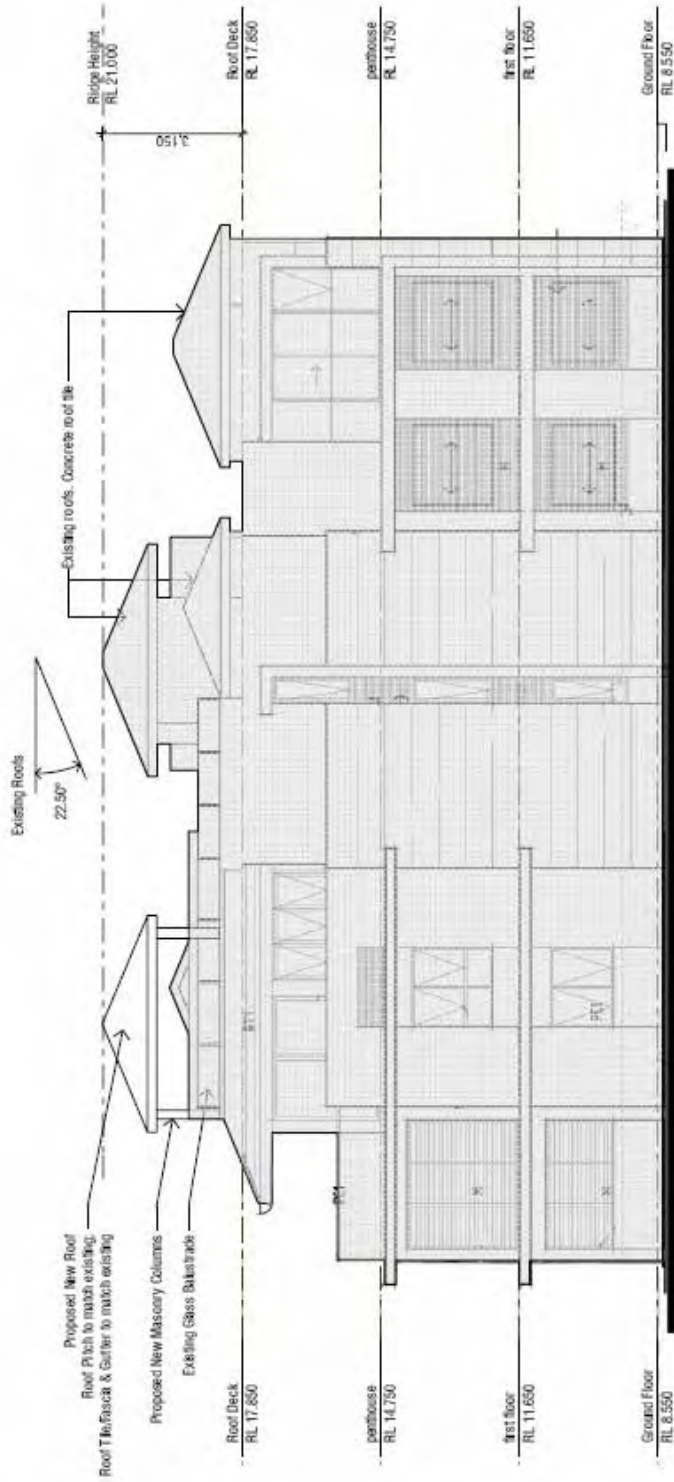 Existing Roofs
22.50°
Existing roofs. Concrete roof tile
Proposed New Roof
Roof Pitch to match existing;
Roof Tile/Fascia & Gutter to match existing
Proposed New Masonry Columns
Existing Glass Balustrade
Ridge Height
RL 21.000
3,150
Roof Deck
RL 17.850
penthouse
RL 14.750
first floor
RL 11.650
Ground Floor
RL 8.550
Roof Deck
RL 17.850
penthouse
RL 14.750
first floor
RL 11.650
Ground Floor
RL 8.550
PC1
PC1
M
M
M
M